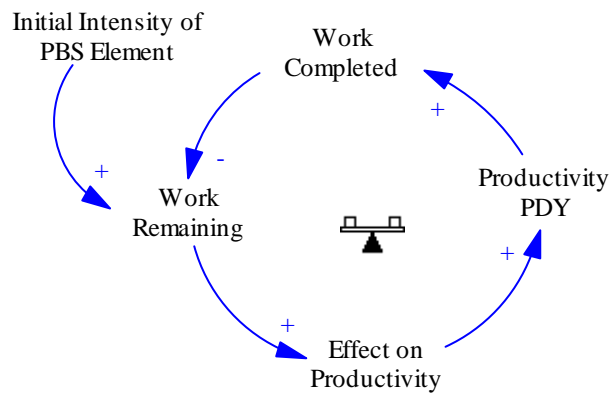 Initial Intensity of
PBS Element
Work
Completed
+
+
-
Productivity
PDY
Work
Remaining
+
+
Effect on
Productivity